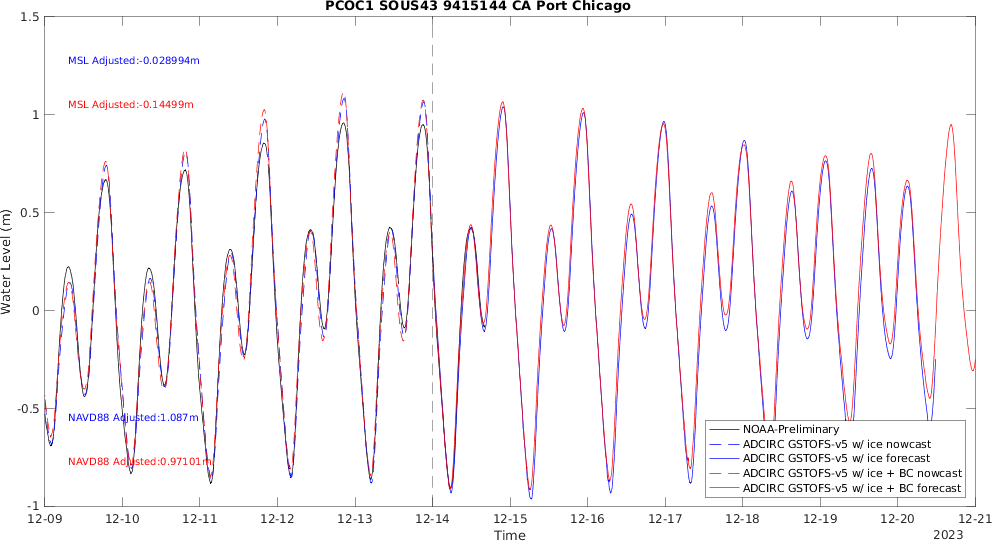 PCOC1 SOUS43 9415144 CA Port Chicago
1.5
MSL Adjusted:-0.028994m
MSL Adjusted:-0.14499m
1
0.5
Water Level (m)
0
-0.5
NAVD88 Adjusted:1.087m
NAVD88 Adjusted:0.97101m
NOAA-Preliminary
ADCIRC GSTOFS-v5 w/ ice nowcast
ADCIRC GSTOFS-v5 w/ ice forecast
ADCIRC GSTOFS-v5 w/ ice + BC nowcast
ADCIRC GSTOFS-v5 w/ ice + BC forecast
-1
12-09 12-10 12-11 12-12 12-13 12-14 12-15 12-16 12-17 12-18 12-19 12-20 12-21
Time
2023